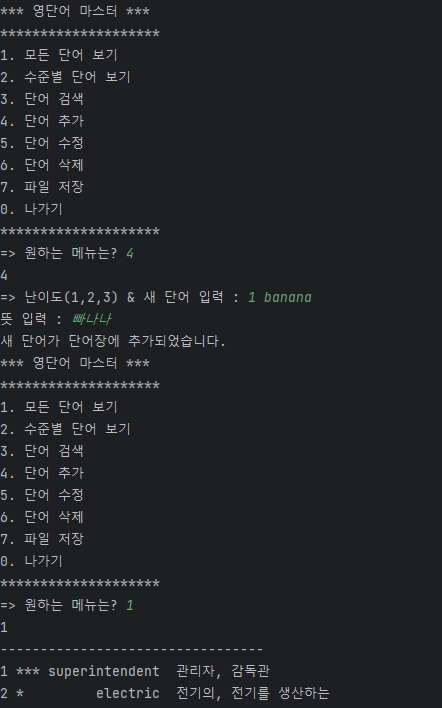 *** 영단어 마스터 ***
********************
1. 모든 단어 보기
2. 수준별 단어 보기
3. 단어 검색
4. 단어 추가
5. 단어 수정
6. 단어 삭제
7. 파일 저장
0. 나가기
********************
=> 원하는 메뉴는? 4
4
=> 난이도(1,2,3) & 새 단어 입력 : 1 banana
뜻 입력 : 빠나나
새 단어가 단어장에 추가되었습니다.
*** 영단어 마스터 ***
********************
1. 모든 단어 보기
2. 수준별 단어 보기
3. 단어 검색
4. 단어 추가
5. 단어 수정
6. 단어 삭제
7. 파일 저장
0. 나가기
********************
=> 원하는 메뉴는? 1
1
---------------------------------
1 *** superintendent  관리자, 감독관
2 *         electric  전기의, 전기를 생산하는